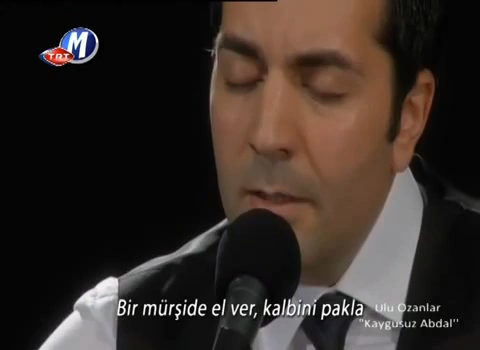 M
TRT
Bir mürşide el ver, kalbini pakla
Ulu Ozanlar
"Kaygusuz Abdal"